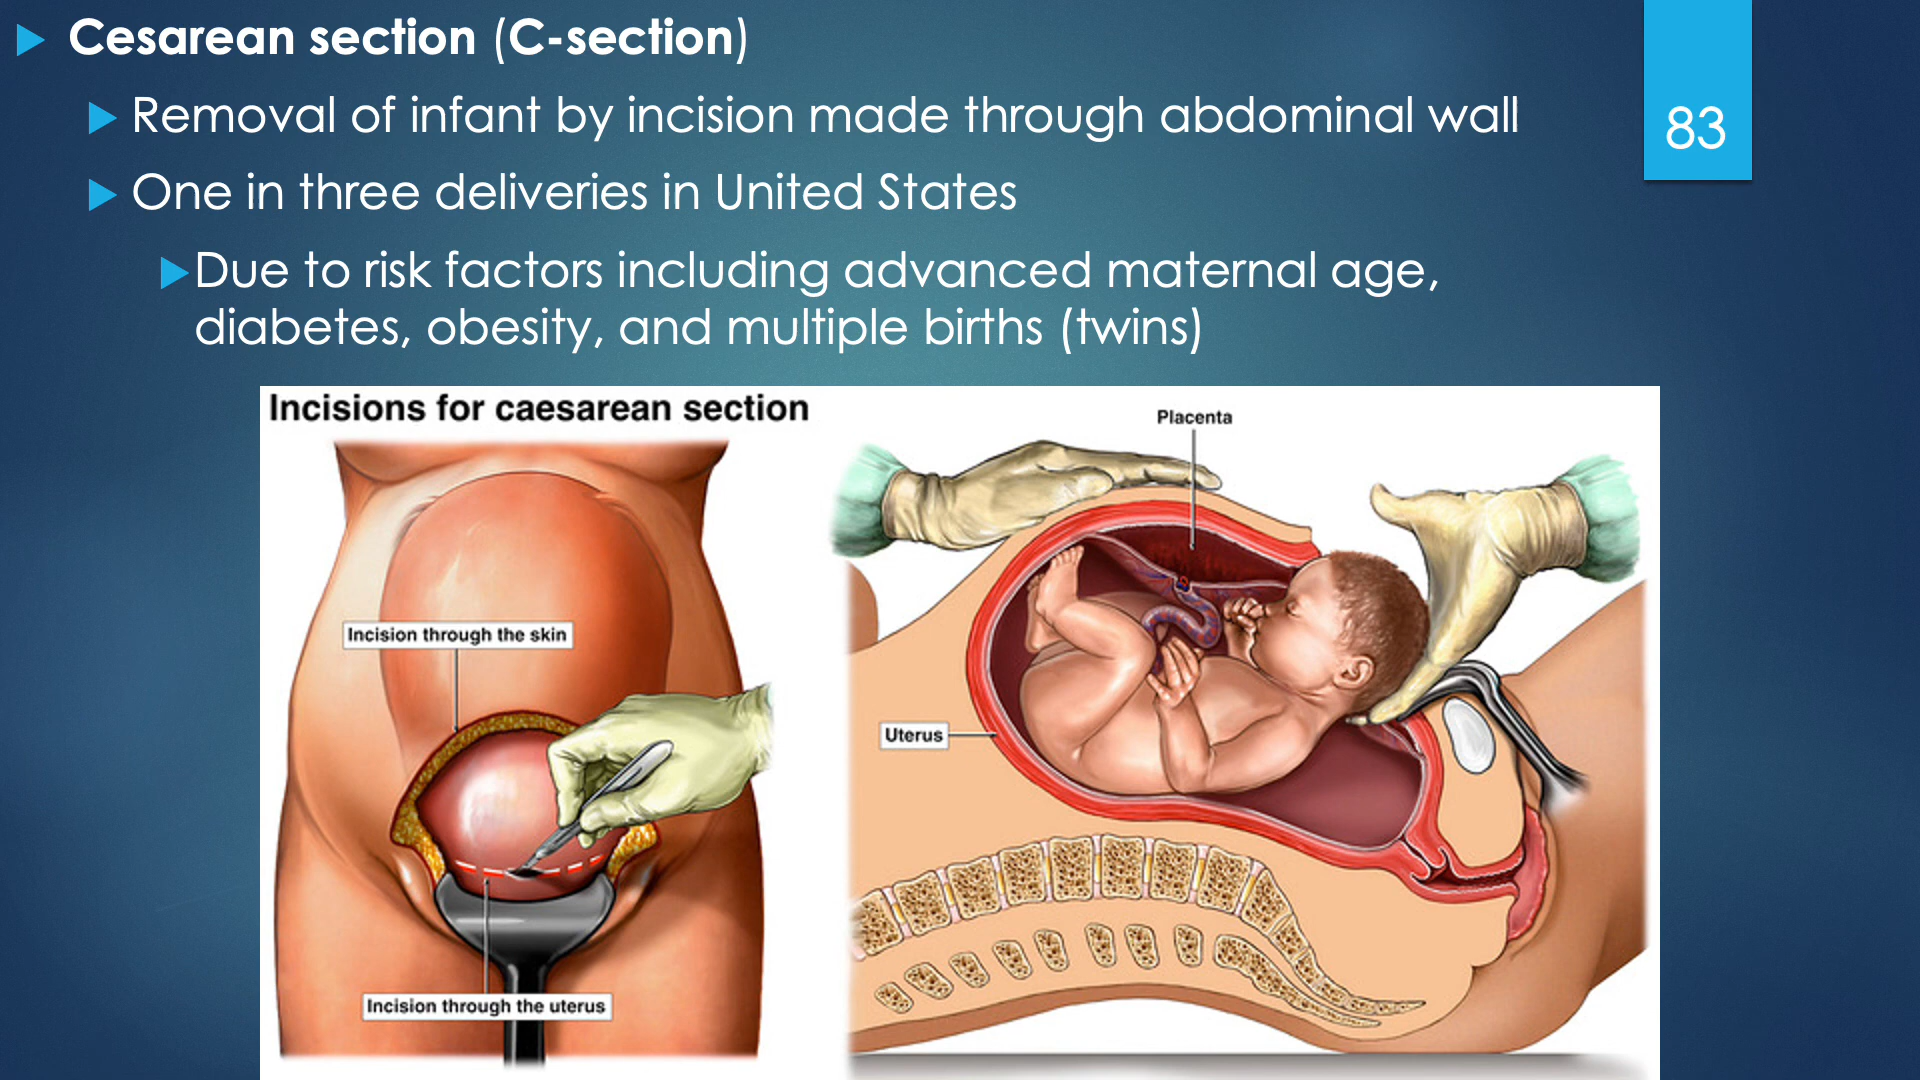 Cesarean section (C-section)
Removal of infant by incision made through abdominal wall
83
One in three deliveries in United States
Due to risk factors including advanced maternal age,
diabetes, obesity, and multiple births (twins)
Incisions for caesarean section
Placenta
Incision through the skin
Uterus
Incision through the uterus